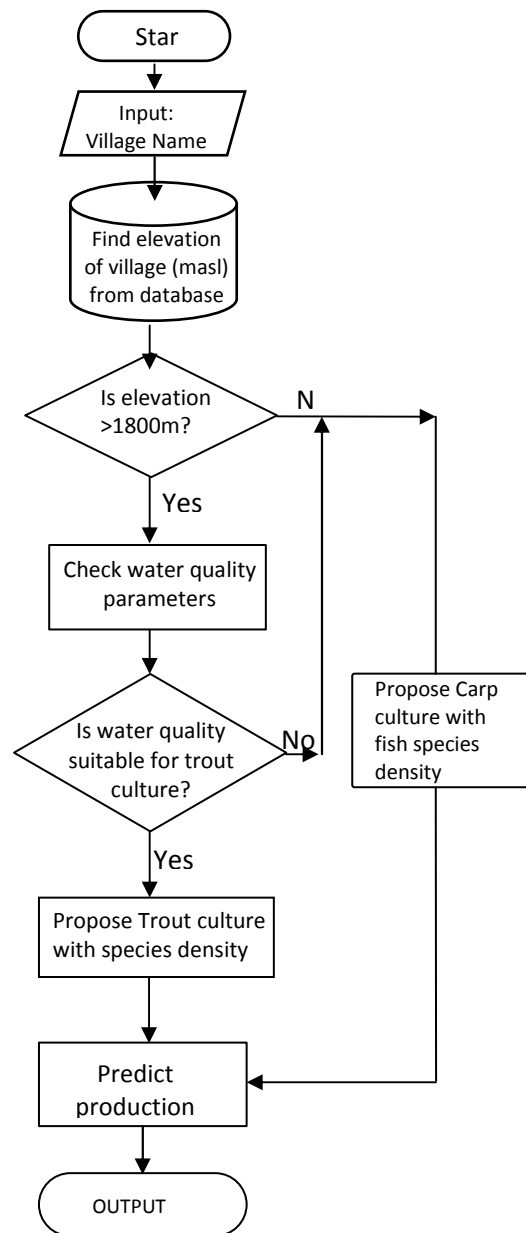 Star
Input:
Village Name
Find elevation
of village (masl)
from database
Is elevation
>1800m?
N
Yes
Check water quality
parameters
Is water quality
suitable for trout
culture?
No
Propose Carp
culture with
fish species
density
Yes
Propose Trout culture
with species density
Predict
production
OUTPUT